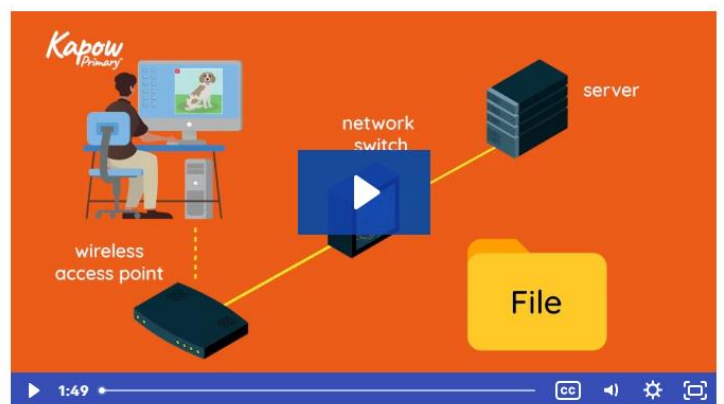 Kapow
Primary
server
network
switch
wireless
access point
File
1:49
CC